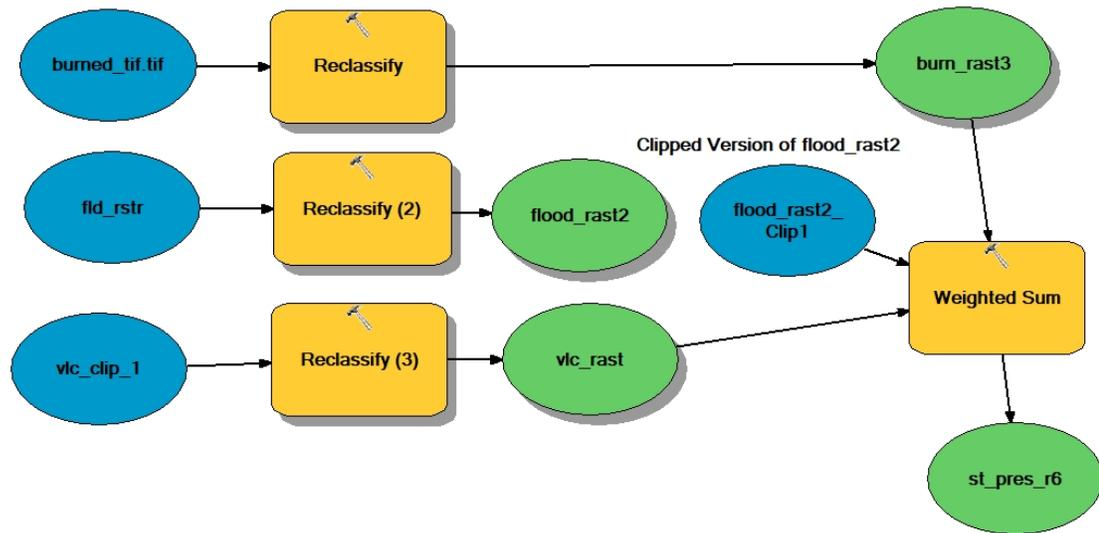 burned_tif.tif
Reclassify
burn_rast3
Clipped Version of flood_rast2
fld_rstr
Reclassify (2)
flood_rast2
flood_rast2_
Clip1
Weighted Sum
vlc_clip_1
Reclassify (3)
vlc_rast
st_pres_r6